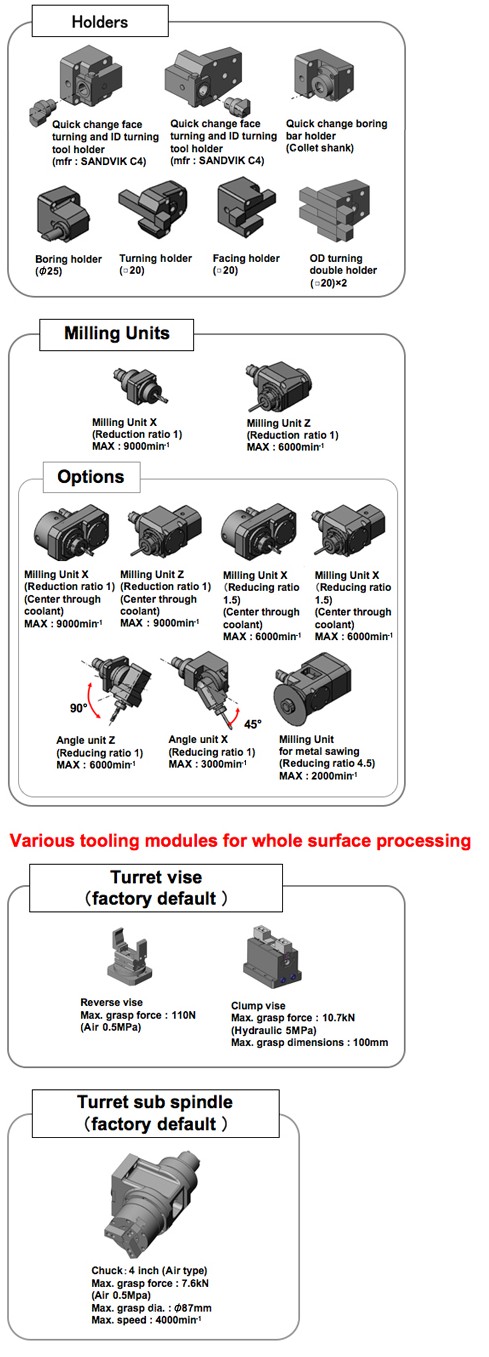 Holders
Quick change face
turning and ID turning
tool holder
(mfr : SANDVIK C4)
Quick change face
turning and ID turning
tool holder
(mfr : SANDVIK C4)
Quick change boring
bar holder
(Collet shank)
Boring holder
(Φ25)
Turning holder
(□20)
Facing holder
(□20)
OD turning
double holder
(□20)×2
Milling Units
Milling Unit X
(Reduction ratio 1)
MAX : 9000min⁻¹
Milling Unit Z
(Reduction ratio 1)
MAX : 6000min⁻¹
Options
Milling Unit X
(Reduction ratio 1)
(Center through
coolant)
MAX : 9000min⁻¹
Milling Unit Z
(Reduction ratio 1)
(Center through
coolant)
MAX : 9000min⁻¹
Milling Unit X
(Reducing ratio
1.5)
(Center through
coolant)
MAX : 6000min⁻¹
Milling Unit X
(Reducing ratio
1.5)
(Center through
coolant)
MAX : 6000min⁻¹
90°
Angle unit Z
(Reducing ratio 1)
MAX : 6000min⁻¹
45°
Angle unit X
(Reducing ratio 1)
MAX : 3000min⁻¹
Milling Unit
for metal sawing
(Reducing ratio 4.5)
MAX : 2000min⁻¹
Various tooling modules for whole surface processing
Turret vise
(factory default )
Reverse vise
Max. grasp force : 110N
(Air 0.5MPa)
Clump vise
Max. grasp force : 10.7kN
(Hydraulic 5MPa)
Max. grasp dimensions : 100mm
Turret sub spindle
(factory default )
Chuck : 4 inch (Air type)
Max. grasp force : 7.6kN
(Air 0.5MPa)
Max. grasp dia. : Φ87mm
Max. speed : 4000min⁻¹